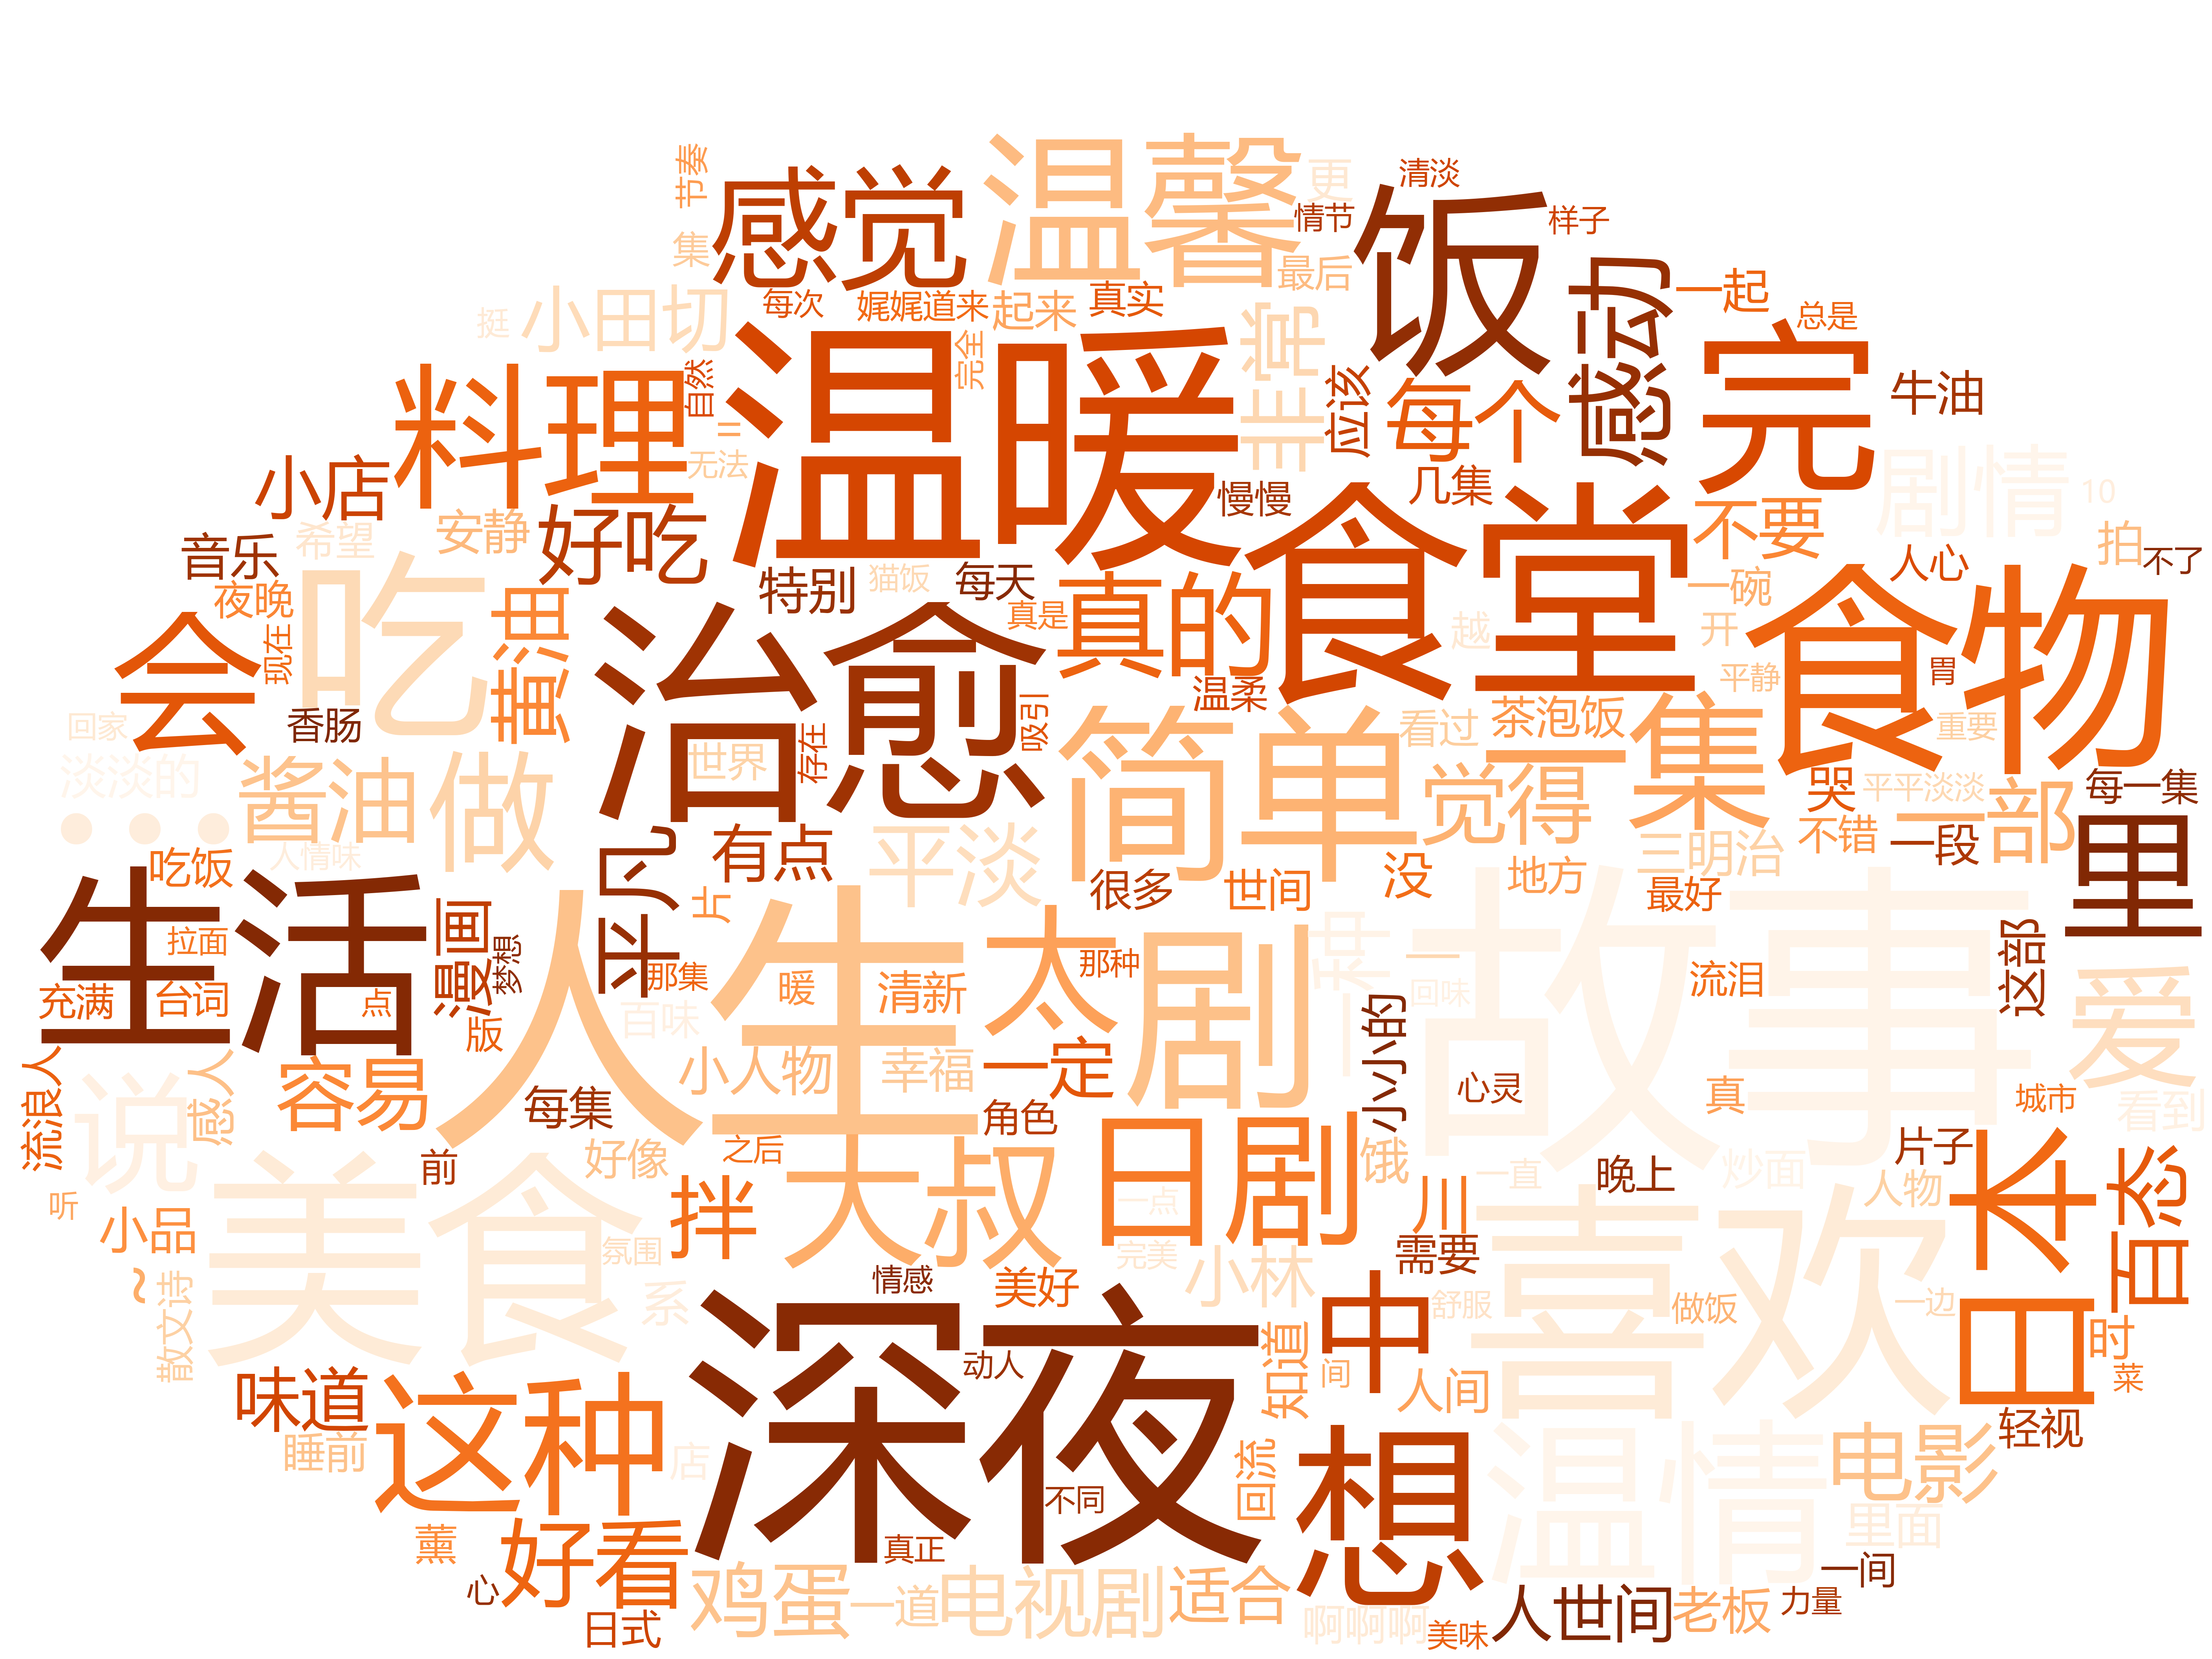 节奏
感觉
温馨
更
清淡
饭
情节
样子
集
最后
感动
一起
总是
挺
小田切
每次
娓娓道来
起来
真实
非常
完
料理
自然
温暖
完全
应该
每个
牛油
小店
无法
慢慢
几集
剧情
10
音乐
希望
安静
好吃
食堂
不要
拍
不了
夜晚
吃
特别
猫饭
每天
真是
真的
一碗
人心
食物
会
现在
黄油
治愈
越
开
平静
胃
回家
香肠
温柔
吸引
简单
看过
茶泡饭
一集
重要
淡淡的
酱油
做
世界
存在
觉得
哭
平平淡淡
一部
每一集
……
人情味
吃饭
平凡
有点
平淡
很多
世间
没
地方
三明治
不错
一段
里
最好
生活
拉面
漫画
梦想
人生
片
那集
暖
清新
太
那种
剧
一种
一
回味
故事
流泪
这部
爱
充满
台词
点
版
百味
小小的
流浪人
说
感人
容易
每集
小人物
幸福
一定
角色
心灵
真
城市
看到
前
好像
之后
大叔
日剧
饿
一直
晚上
炒面
片子
人物
日本
百态
听
小品
美食
氛围
拌
一点
完美
川
需要
喜欢
~
散文诗
系
情感
美好
小林
中
舒服
做饭
一边
时
味道
这种
深夜
动人
知道
间
人间
菜
睡前
店
不同
回流
想
温情
电影
轻视
里面
薰
好看
真正
心
日式
鸡蛋
一道
电视剧
适合
啊啊啊
美味
人世间
老板
力量
一间